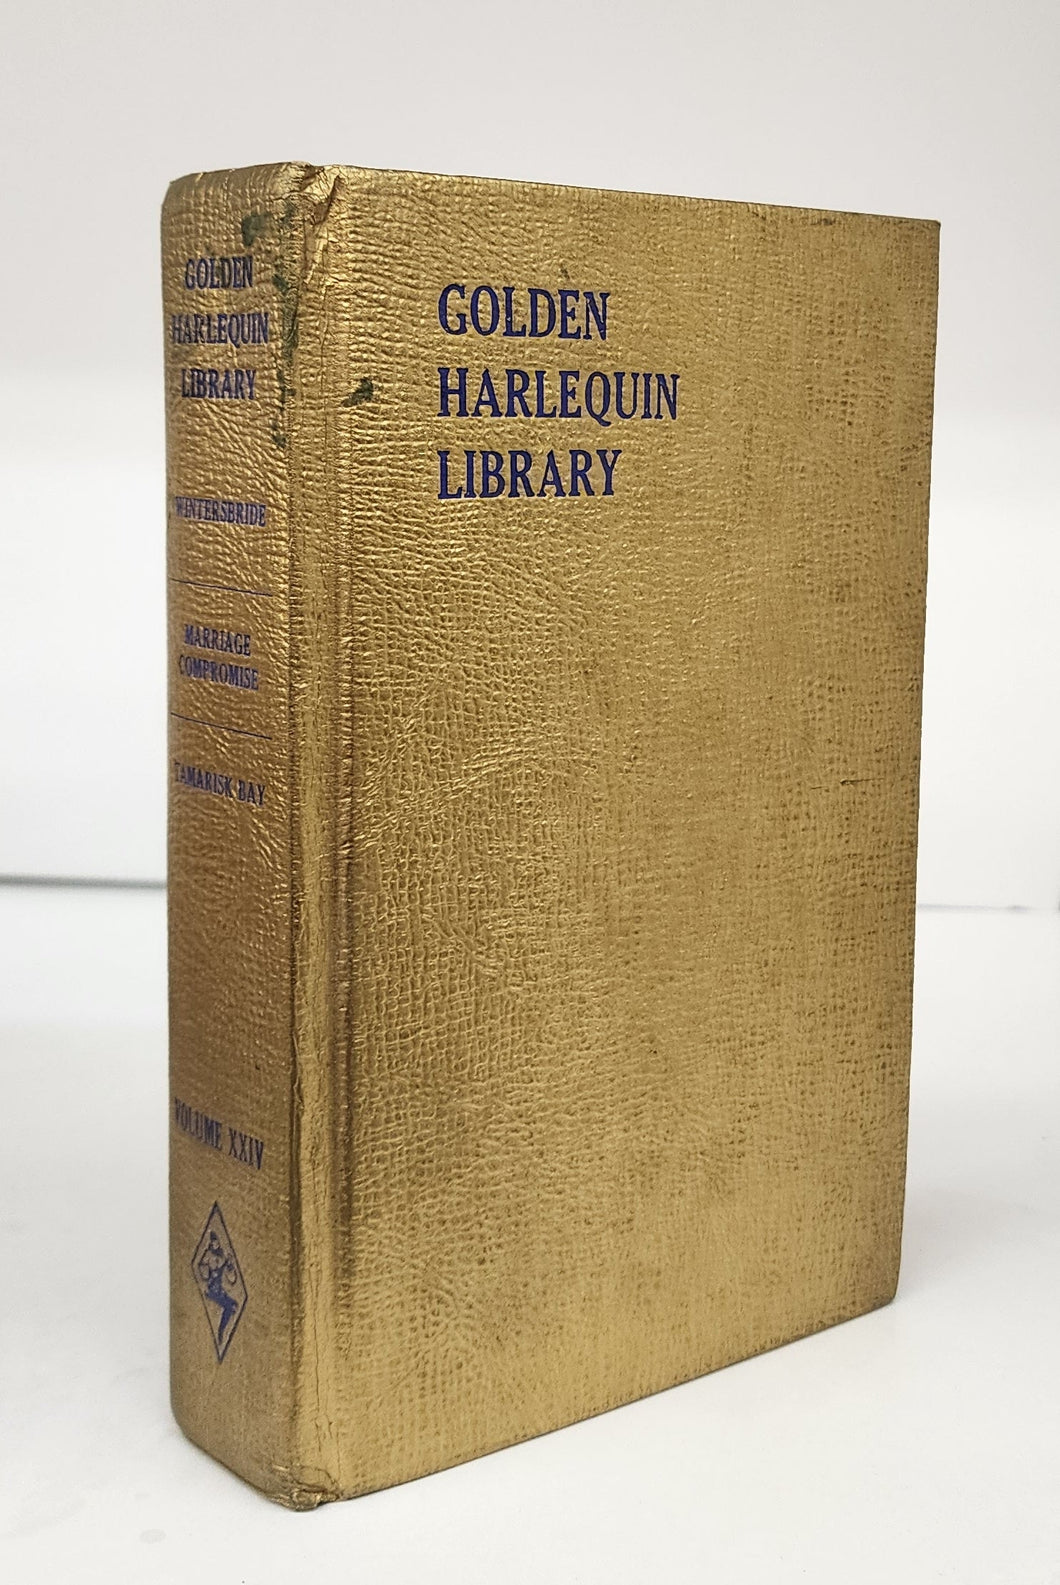 GOLDEN
HARLEQUIN
LIBRARY
WINTERSBRIDE
MARRIAGE
COMPROMISE
TAMARISK BAY
VOLUME XXIV
GOLDEN
HARLEQUIN
LIBRARY